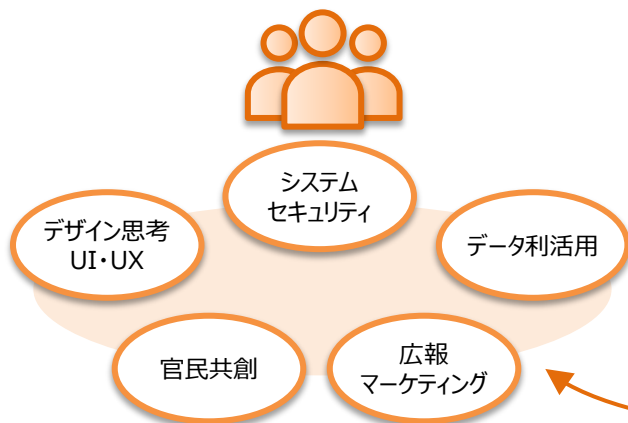 システム
セキュリティ
デザイン思考
UI・UX
データ利活用
官民共創
広報
マーケティング